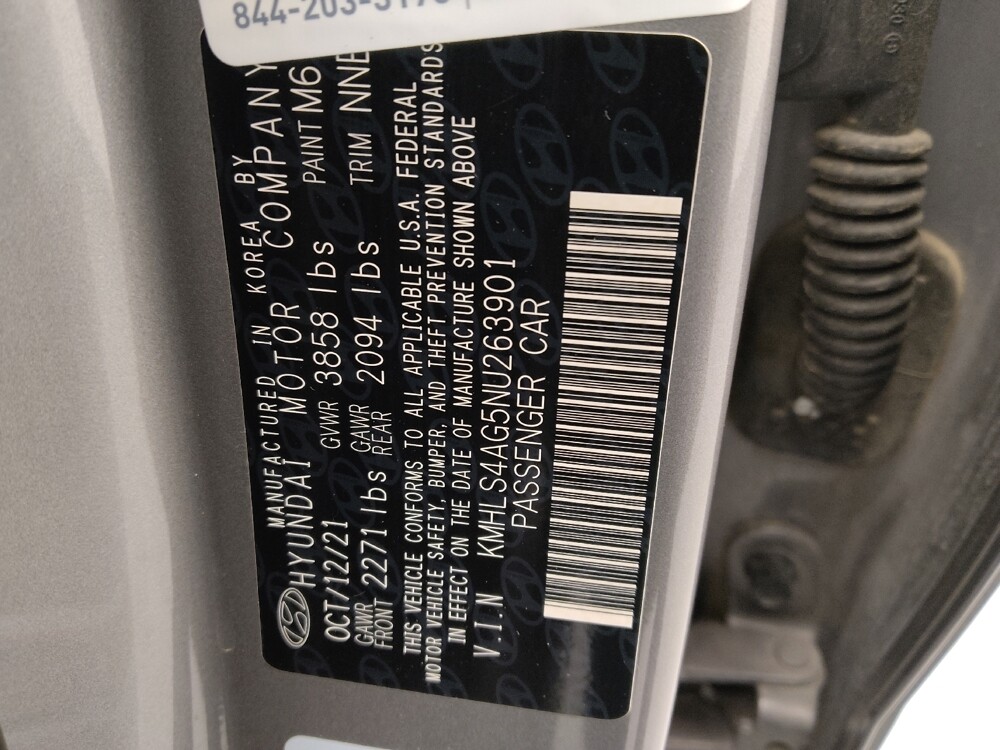 MANUFACTURED IN KOREA BY
HYUNDAI MOTOR COMPANY
OCT/12/21 GVWR 3858 lbs PAINT M6
GAWR FRONT 2271 lbs GAWR REAR 2094 lbs TRIM NNB
THIS VEHICLE CONFORMS TO ALL APPLICABLE U.S.A. FEDERAL
MOTOR VEHICLE SAFETY, BUMPER, AND THEFT PREVENTION STANDARDS
IN EFFECT ON THE DATE OF MANUFACTURE SHOWN ABOVE
V.I.N KMHLS4AG5NU263901
PASSENGER CAR